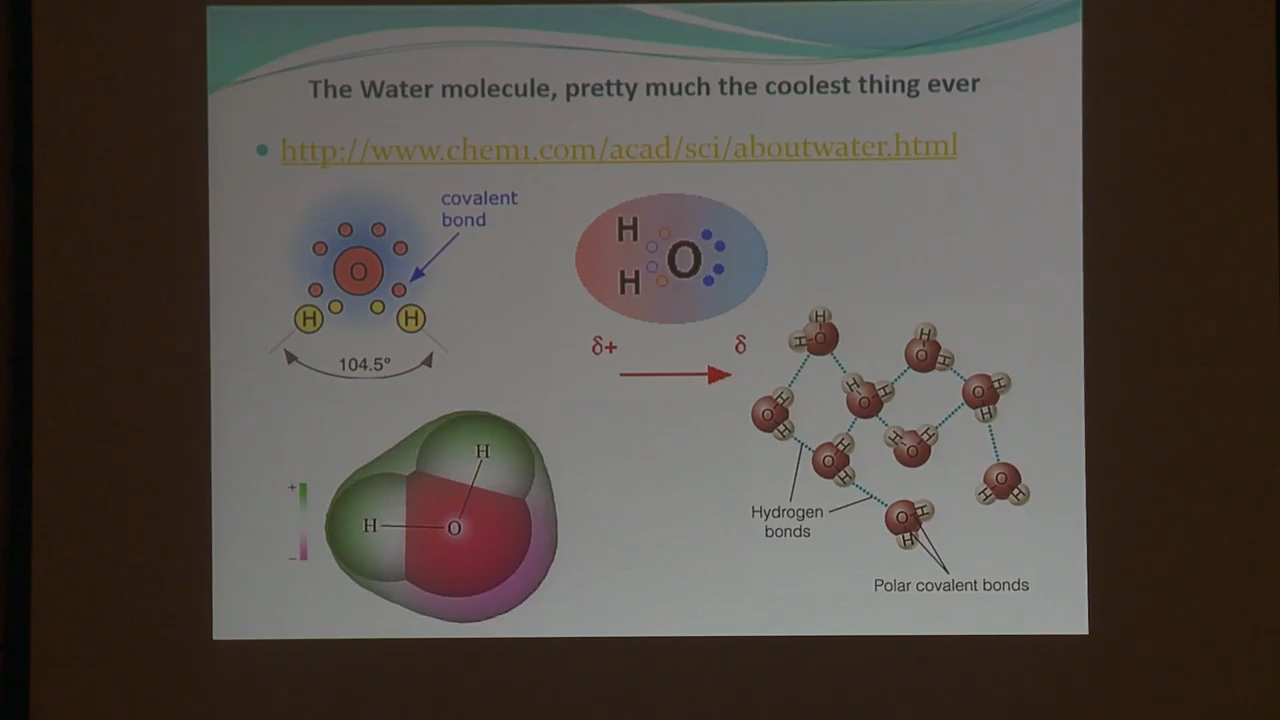 The Water molecule, pretty much the coolest thing ever
http://www.chem1.com/acad/sci/aboutwater.html
covalent
bond
O
H
H
104.5°
H
H
O
δ+
δ
H
H
O
+
−
H
H
O
O
H
H
O
H
H
O
H
H
O
H
H
O
H
H
O
H
H
O
H
H
O
H
H
O
H
H
Hydrogen
bonds
Polar covalent bonds